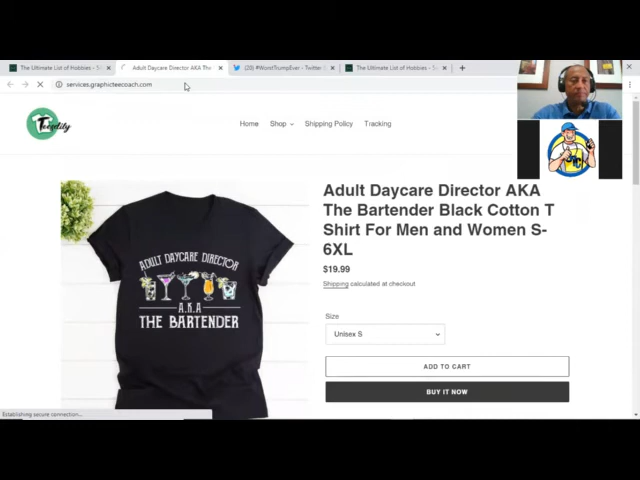 The Ultimate List of Hobbies -
Adult Daycare Director AKA The
(20) #WorstTrumpEver - Twitter
The Ultimate List of Hobbies -
services.graphicteecoach.com
Teesdily
Home
Shop
Shipping Policy
Tracking
Adult Daycare Director AKA
The Bartender Black Cotton T
Shirt For Men and Women S-
6XL
$19.99
Shipping calculated at checkout
Size
Unisex S
ADD TO CART
BUY IT NOW
ADULT DAYCARE DIRECTOR
A.K.A
THE BARTENDER
Establishing secure connection...